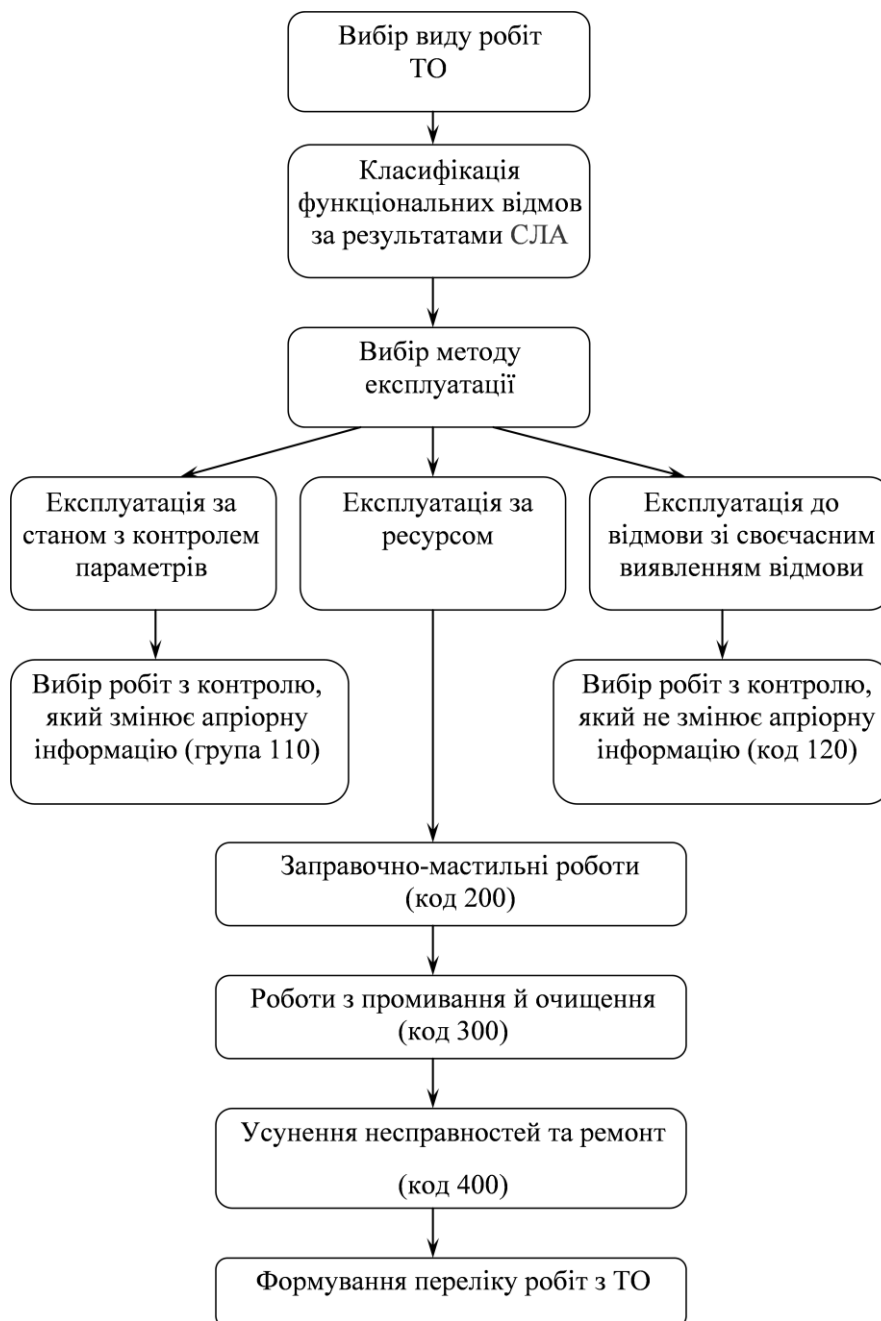 Вибір виду робіт
ТО
Класифікація
функціональних відмов
за результатами СЛА
Вибір методу
експлуатації
Експлуатація за
станом з контролем
параметрів
Експлуатація за
ресурсом
Експлуатація до
відмови зі своєчасним
виявленням відмови
Вибір робіт з контролю,
який змінює апріорну
інформацію (група 110)
Вибір робіт з контролю,
який не змінює апріорну
інформацію (код 120)
Заправочно-мастильні роботи
(код 200)
Роботи з промивання й очищення
(код 300)
Усунення несправностей та ремонт
(код 400)
Формування переліку робіт з ТО